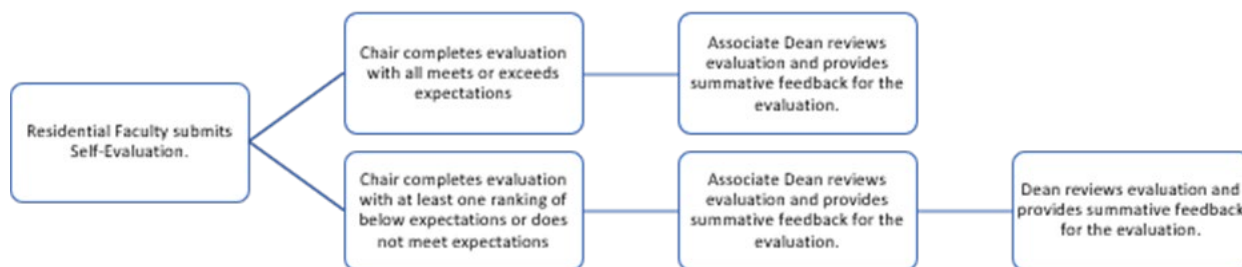 Residential Faculty submits
Self-Evaluation.
Chair completes evaluation
with all meets or exceeds
expectations
Associate Dean reviews
evaluation and provides
summative feedback for the
evaluation.
Chair completes evaluation
with at least one ranking of
below expectations or does
not meet expectations
Associate Dean reviews
evaluation and provides
summative feedback for the
evaluation.
Dean reviews evaluation and
provides summative feedback
for the evaluation.